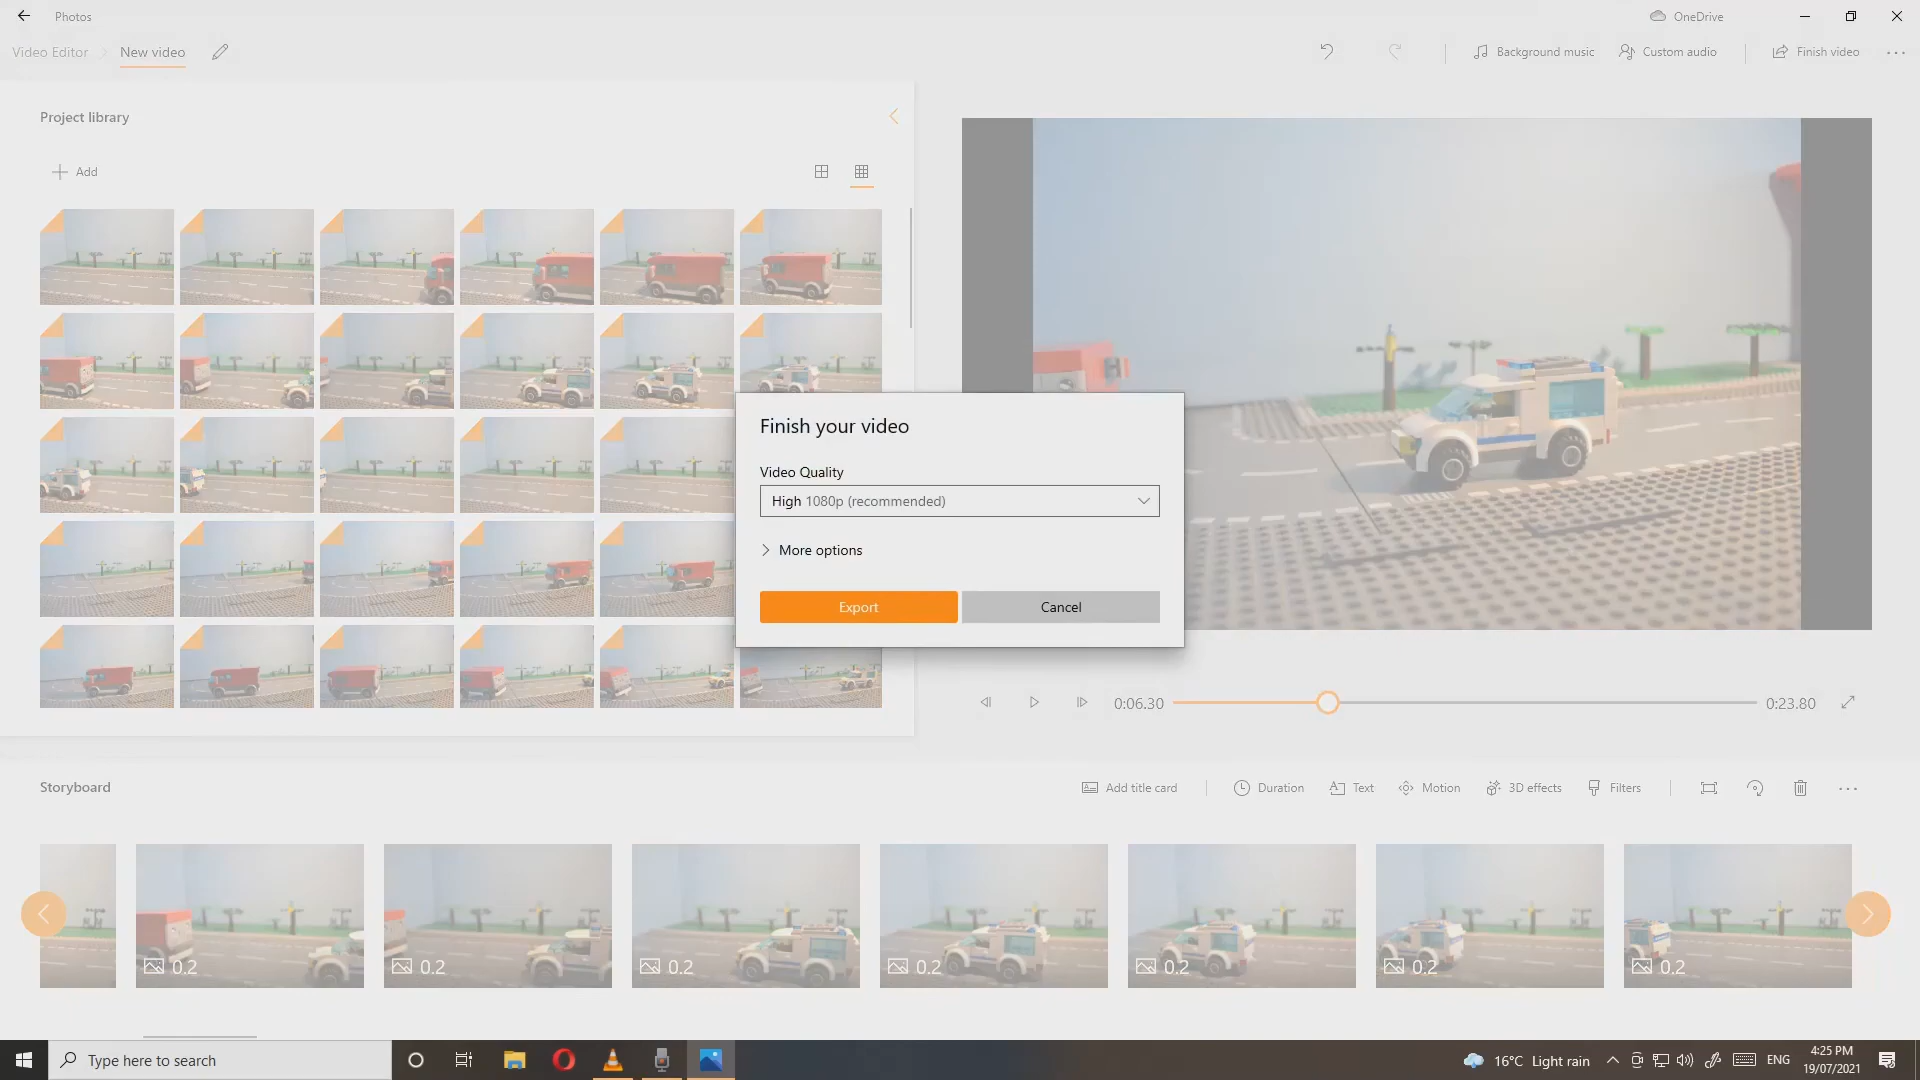 Photos
OneDrive
Video Editor
New video
Background music
Custom audio
Finish video
Project library
Add
Finish your video
Video Quality
High 1080p (recommended)
More options
Export
Cancel
0:06.30
0:23.80
Storyboard
Add title card
Duration
Text
Motion
3D effects
Filters
0.2
0.2
0.2
0.2
0.2
0.2
0.2
Type here to search
16°C Light rain
ENG
4:25 PM
19/07/2021